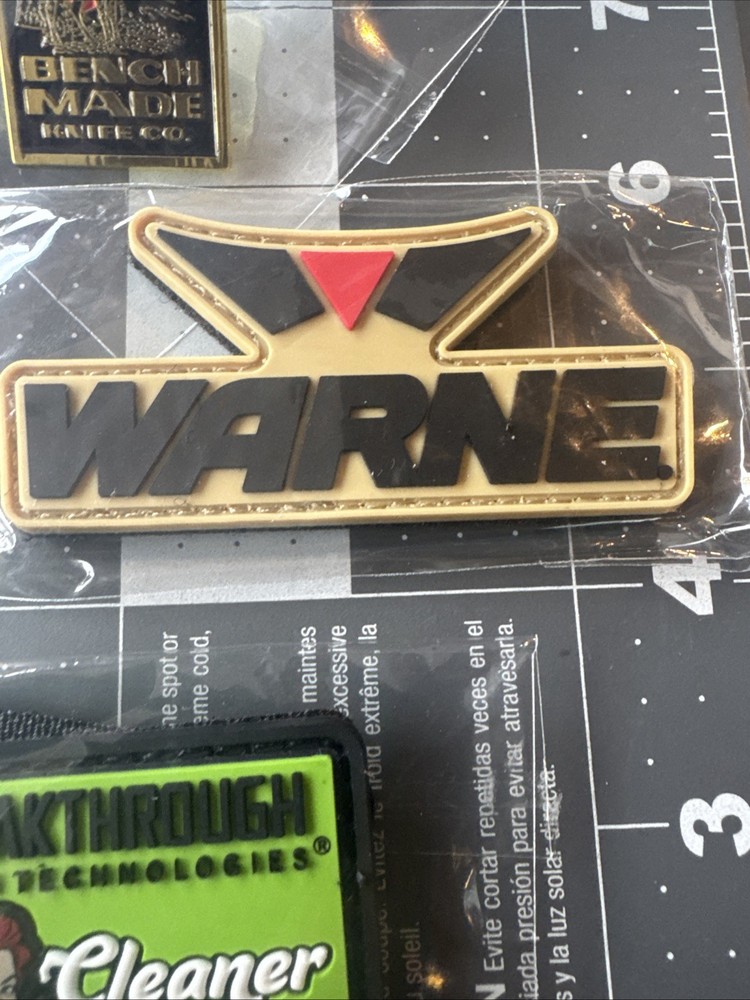 BENCH
MADE
KNIFE CO.
7
6
WARNE.
4
ne spot or
eme cold,
maintes
excessive
extrême, la
Evite cortar repetidas veces en el
iada presión para evitar atravesarla.
s y la luz solar directa.
soleil.
3
AKTHROUGH
TECHNOLOGIES®
Cleaner